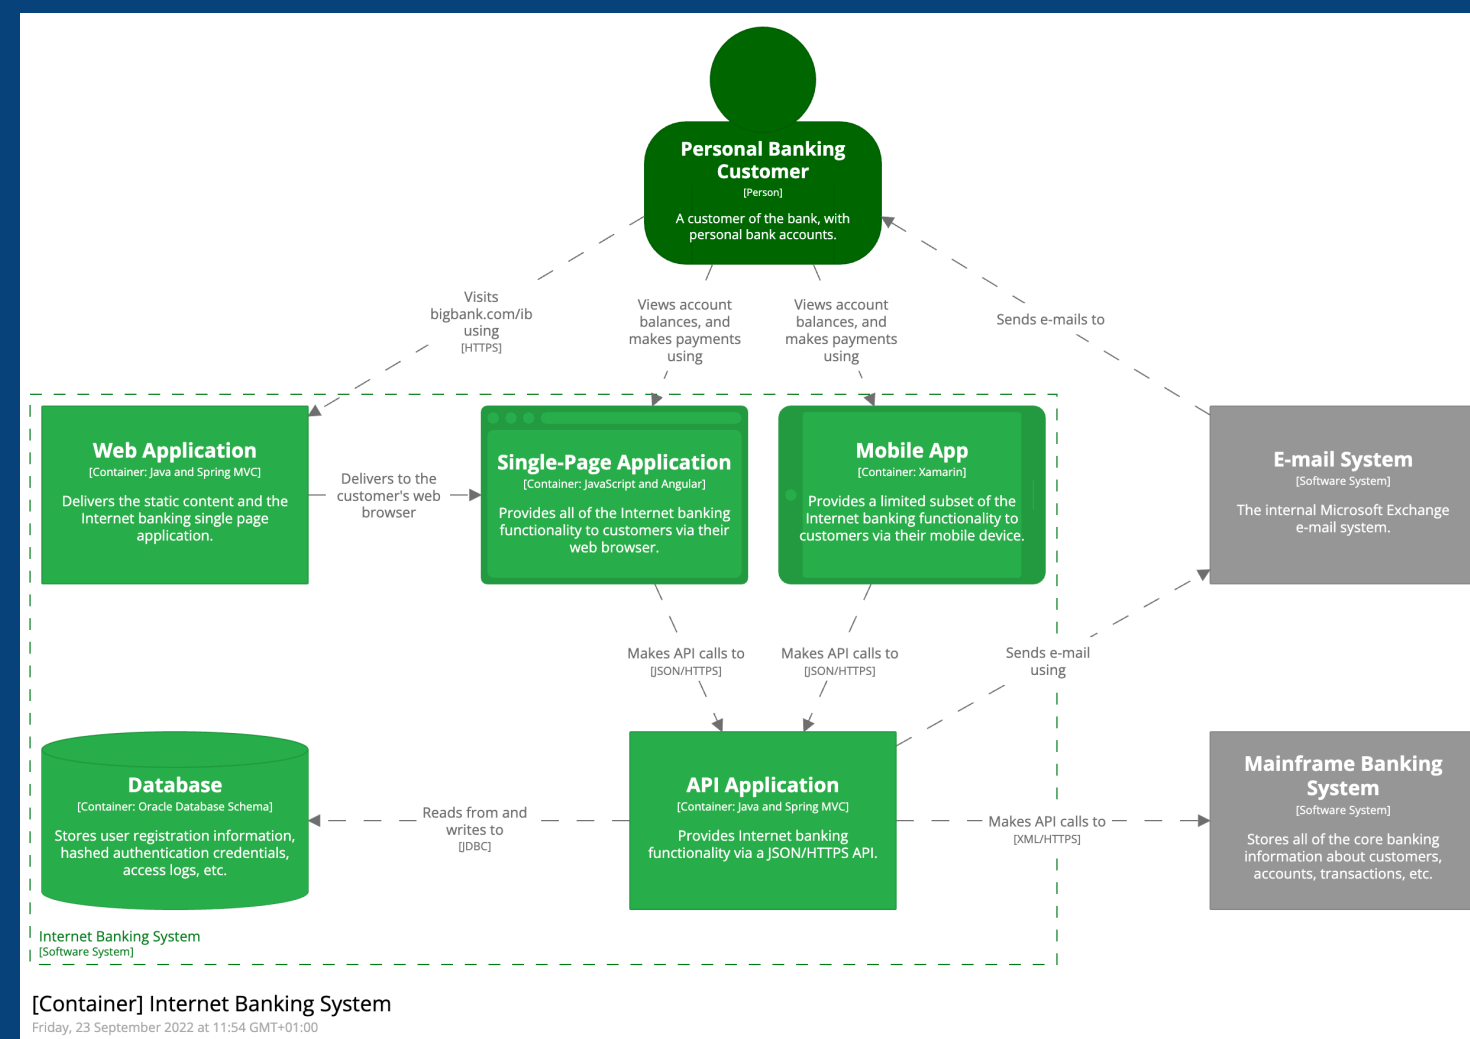 Personal Banking
Customer
[Person]
A customer of the bank, with
personal bank accounts.
Visits
bigbank.com/ib
using
[HTTPS]
Views account
balances, and
makes payments
using
Views account
balances, and
makes payments
using
Sends e-mails to
Web Application
[Container: Java and Spring MVC]
Delivers the static content and the
Internet banking single page
application.
Delivers to the
customer's web
browser
Single-Page Application
[Container: JavaScript and Angular]
Provides all of the Internet banking
functionality to customers via their
web browser.
Mobile App
[Container: Xamarin]
Provides a limited subset of the
Internet banking functionality to
customers via their mobile device.
E-mail System
[Software System]
The internal Microsoft Exchange
e-mail system.
Makes API calls to
[JSON/HTTPS]
Makes API calls to
[JSON/HTTPS]
Sends e-mail
using
Database
[Container: Oracle Database Schema]
Stores user registration information,
hashed authentication credentials,
access logs, etc.
Reads from and
writes to
[JDBC]
API Application
[Container: Java and Spring MVC]
Provides Internet banking
functionality via a JSON/HTTPS API.
Makes API calls to
[XML/HTTPS]
Mainframe Banking
System
[Software System]
Stores all of the core banking
information about customers,
accounts, transactions, etc.
Internet Banking System
[Software System]
[Container] Internet Banking System
Friday, 23 September 2022 at 11:54 GMT+01:00